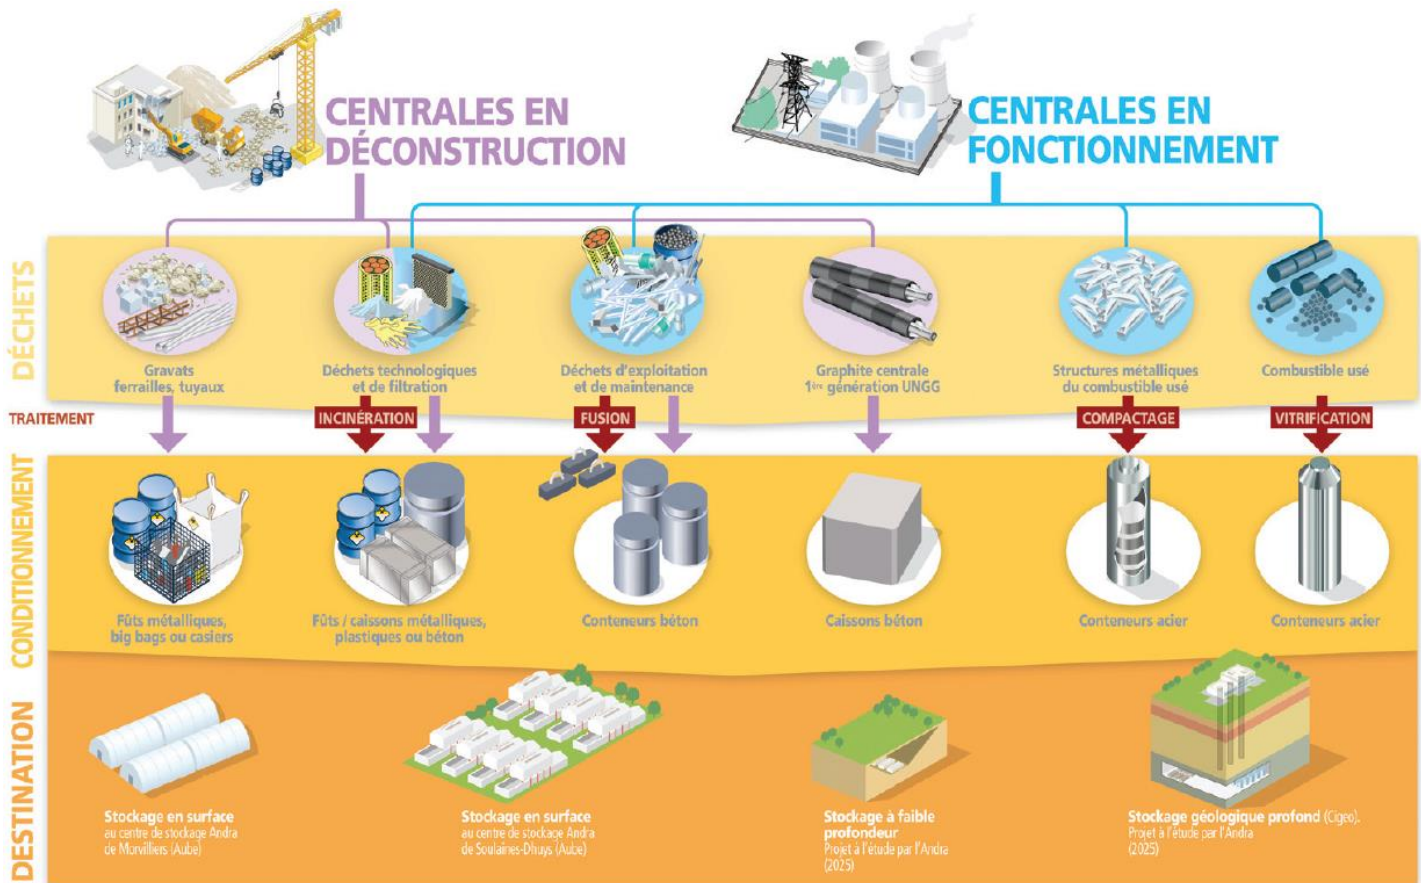 CENTRALES EN
DÉCONSTRUCTION
CENTRALES EN
FONCTIONNEMENT
DÉCHETS
Gravats
ferrailles, tuyaux
Déchets technologiques
et de filtration
Déchets d'exploitation
et de maintenance
Graphite centrale
1ère génération UNGG
Structures métalliques
du combustible usé
Combustible usé
TRAITEMENT
INCINÉRATION
FUSION
COMPACTAGE
VITRIFICATION
CONDITIONNEMENT
Fûts métalliques,
big bags ou casiers
Fûts / caissons métalliques,
plastiques ou béton
Conteneurs béton
Caissons béton
Conteneurs acier
Conteneurs acier
DESTINATION
Stockage en surface
au centre de stockage Andra
de Morvilliers (Aube)
Stockage en surface
au centre de stockage Andra
de Soulaines-Dhuys (Aube)
Stockage à faible
profondeur
Projet à l'étude par l'Andra
(2025)
Stockage géologique profond (Cigeo).
Projet à l'étude par l'Andra
(2025)